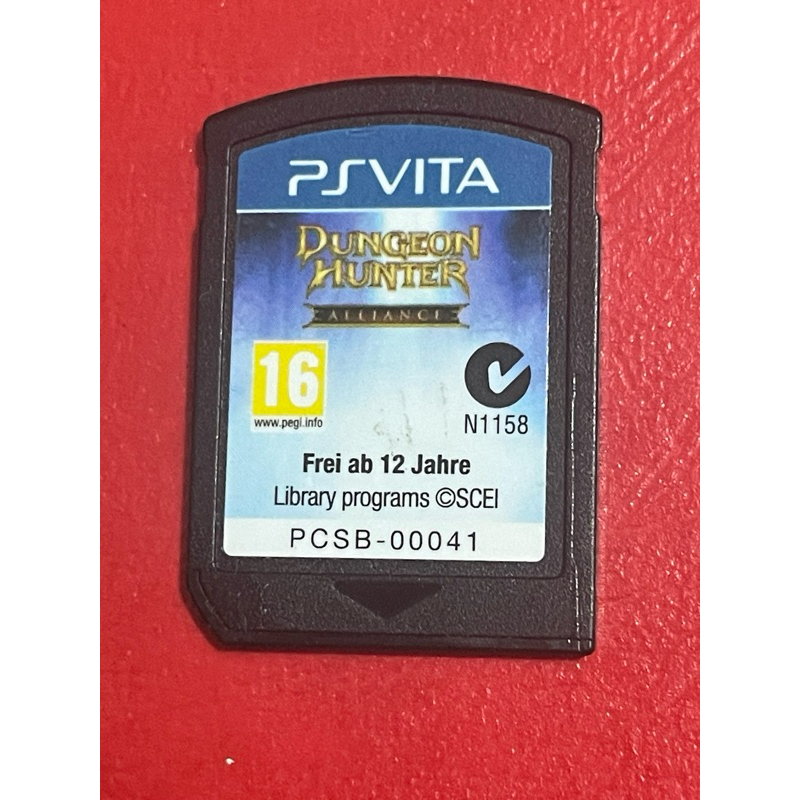 PSVITA
DUNGEON
HUNTER
ALLIANCE
16
www.pegi.info
N1158
Frei ab 12 Jahre
Library programs ©SCEI
PCSB-00041